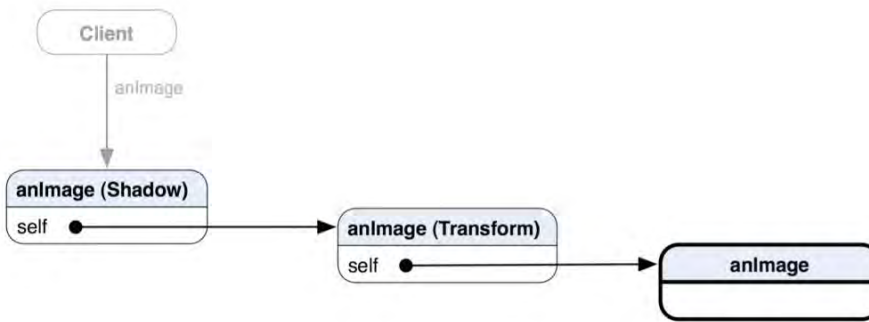 Client
anImage
anImage (Shadow)
self
anImage (Transform)
self
anImage